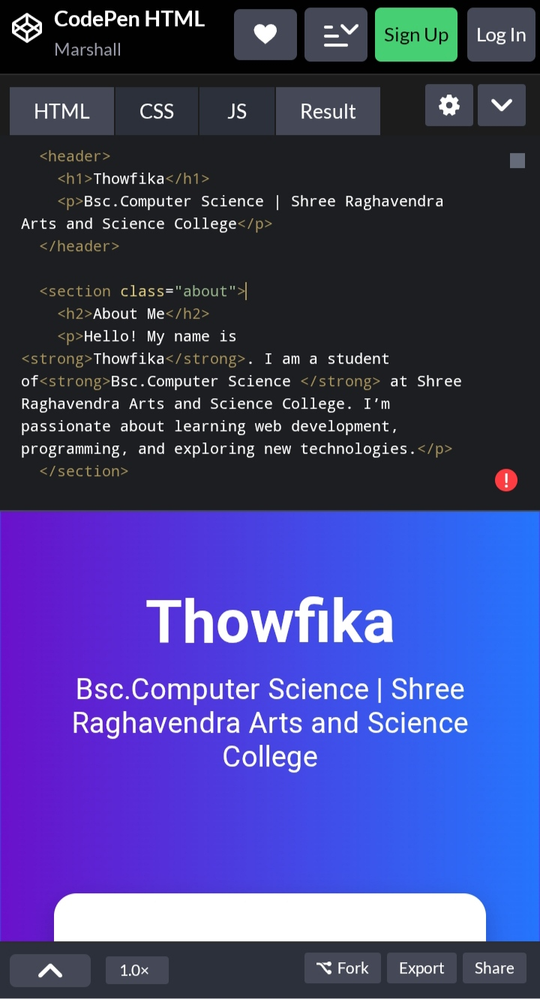 CodePen HTML
Marshall
Sign Up
Log In
HTML
CSS
JS
Result
<header>
<h1>Thowfika</h1>
<p>Bsc.Computer Science | Shree Raghavendra
Arts and Science College</p>
</header>
<section class="about">
<h2>About Me</h2>
<p>Hello! My name is
<strong>Thowfika</strong>. I am a student
of<strong>Bsc.Computer Science </strong> at Shree
Raghavendra Arts and Science College. I’m
passionate about learning web development,
programming, and exploring new technologies.</p>
</section>
!
Thowfika
Bsc.Computer Science | Shree
Raghavendra Arts and Science
College
1.0×
Fork
Export
Share